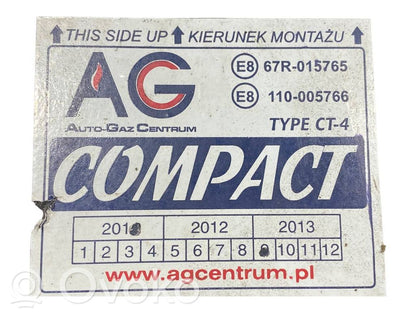 THIS SIDE UP KIERUNEK MONTAŻU
AG
E8 67R-015765
E8 110-005766
AUTO-GAZ CENTRUM
TYPE CT-4
COMPACT
2012 2013
1 2 3 4 5 6 7 8 10 11 12
www.agcentrum.pl
OVOKO